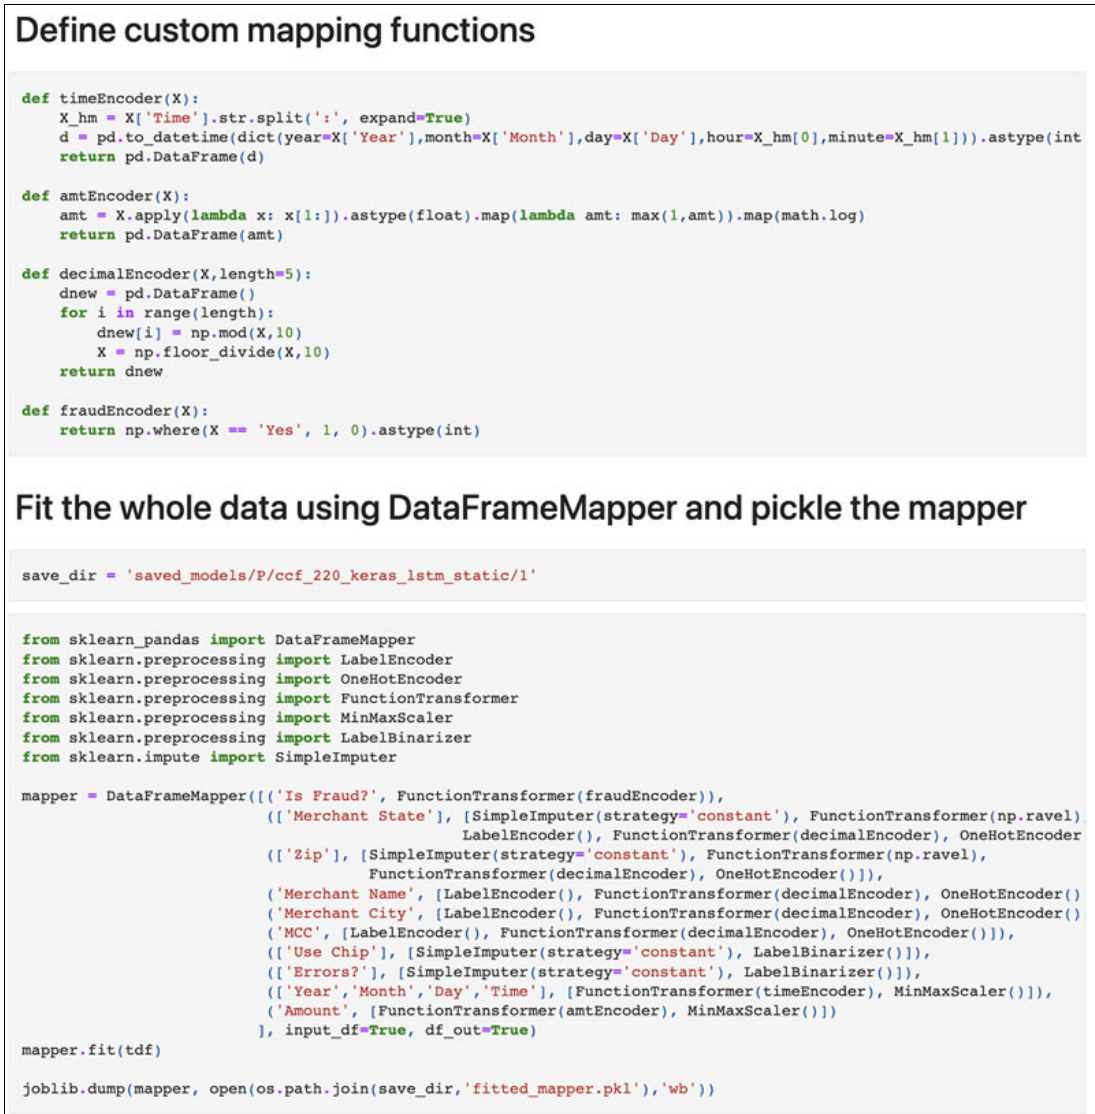 Define custom mapping functions
def timeEncoder(X):
    X_hm = X['Time'].str.split(':', expand=True)
    d = pd.to_datetime(dict(year=X['Year'],month=X['Month'],day=X['Day'],hour=X_hm[0],minute=X_hm[1])).astype(int
    return pd.DataFrame(d)
def amtEncoder(X):
    amt = X.apply(lambda x: x[1:]).astype(float).map(lambda amt: max(1,amt)).map(math.log)
    return pd.DataFrame(amt)
def decimalEncoder(X,length=5):
    dnew = pd.DataFrame()
    for i in range(length):
        dnew[i] = np.mod(X,10)
        X = np.floor_divide(X,10)
    return dnew
def fraudEncoder(X):
    return np.where(X == 'Yes', 1, 0).astype(int)
Fit the whole data using DataFrameMapper and pickle the mapper
save_dir = 'saved_models/P/ccf_220_keras_lstm_static/1'
from sklearn_pandas import DataFrameMapper
from sklearn.preprocessing import LabelEncoder
from sklearn.preprocessing import OneHotEncoder
from sklearn.preprocessing import FunctionTransformer
from sklearn.preprocessing import MinMaxScaler
from sklearn.preprocessing import LabelBinarizer
from sklearn.impute import SimpleImputer
mapper = DataFrameMapper([('Is Fraud?', FunctionTransformer(fraudEncoder)),
                          (['Merchant State'], [SimpleImputer(strategy='constant'), FunctionTransformer(np.ravel),
                                                LabelEncoder(), FunctionTransformer(decimalEncoder), OneHotEncoder
                          (['Zip'], [SimpleImputer(strategy='constant'), FunctionTransformer(np.ravel),
                                     FunctionTransformer(decimalEncoder), OneHotEncoder()]),
                          ('Merchant Name', [LabelEncoder(), FunctionTransformer(decimalEncoder), OneHotEncoder()
                          ('Merchant City', [LabelEncoder(), FunctionTransformer(decimalEncoder), OneHotEncoder()
                          ('MCC', [LabelEncoder(), FunctionTransformer(decimalEncoder), OneHotEncoder()]),
                          (['Use Chip'], [SimpleImputer(strategy='constant'), LabelBinarizer()]),
                          (['Errors?'], [SimpleImputer(strategy='constant'), LabelBinarizer()]),
                          (['Year','Month','Day','Time'], [FunctionTransformer(timeEncoder), MinMaxScaler()]),
                          ('Amount', [FunctionTransformer(amtEncoder), MinMaxScaler()])
                         ], input_df=True, df_out=True)
mapper.fit(tdf)
joblib.dump(mapper, open(os.path.join(save_dir,'fitted_mapper.pkl'),'wb'))